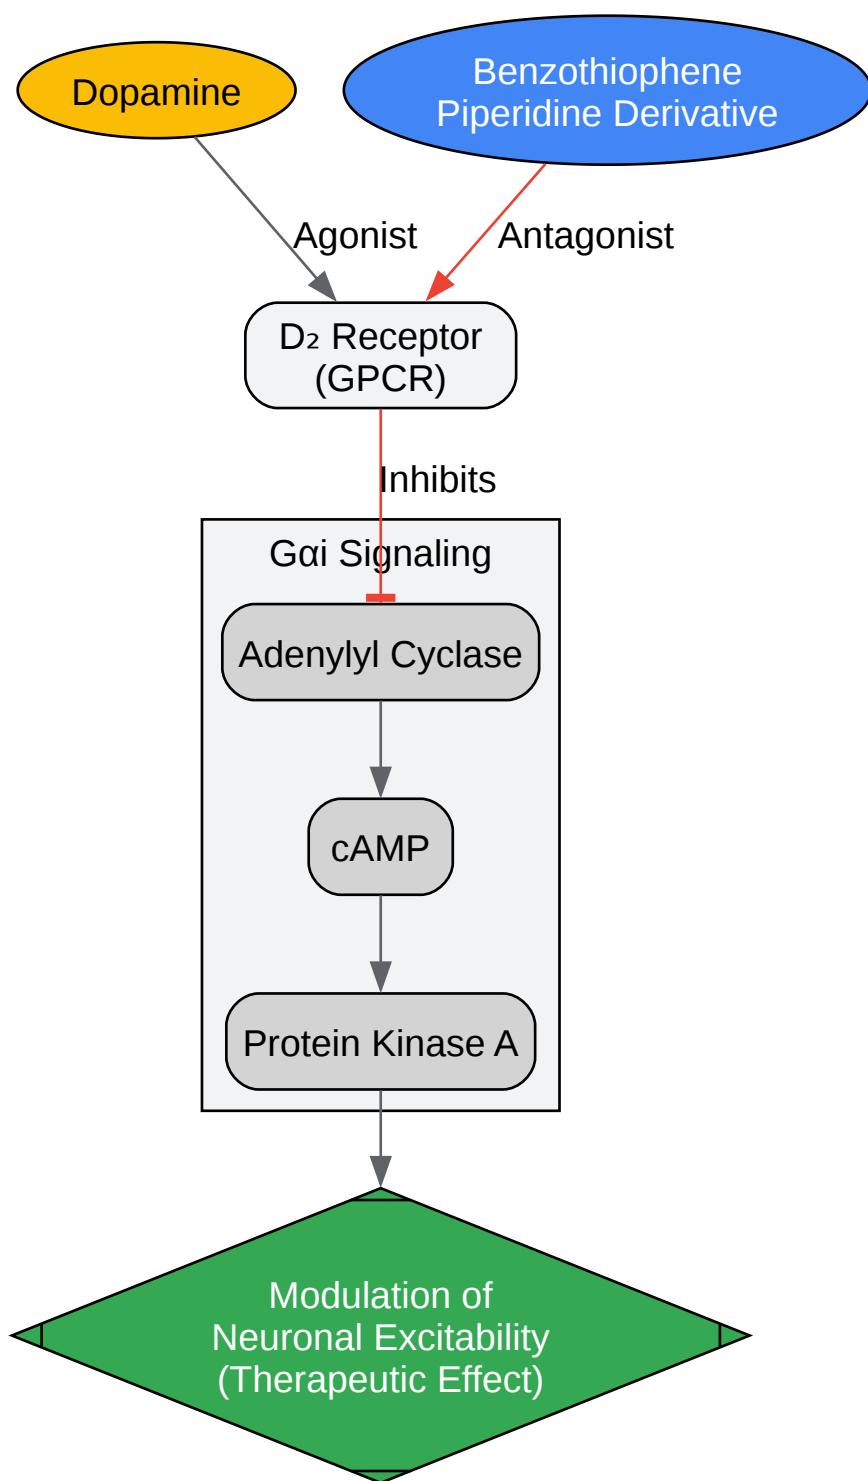 Dopamine
Benzothiophene
Piperidine Derivative
Agonist
Antagonist
D₂ Receptor
(GPCR)
Inhibits
Gαi Signaling
Adenylyl Cyclase
cAMP
Protein Kinase A
Modulation of
Neuronal Excitability
(Therapeutic Effect)